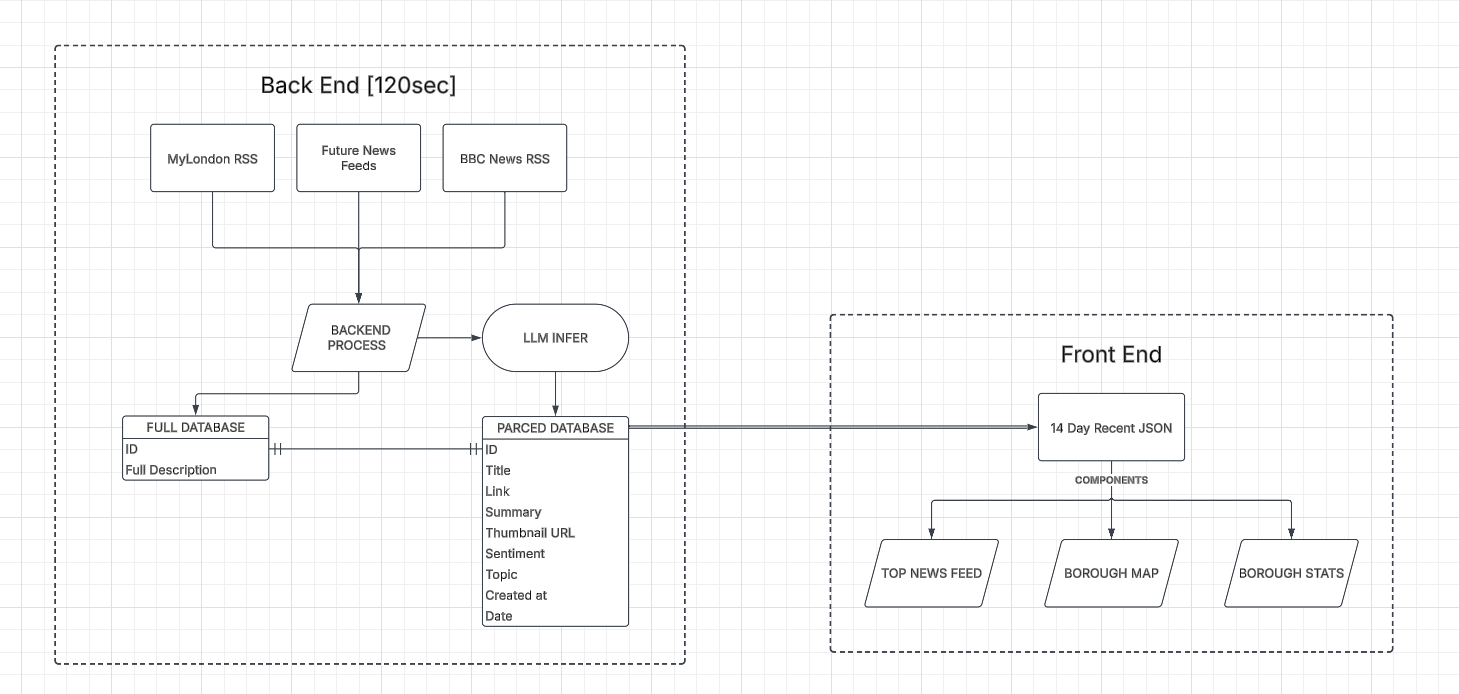 Back End [120sec]
MyLondon RSS
Future News
Feeds
BBC News RSS
BACKEND
PROCESS
LLM INFER
FULL DATABASE
ID
Full Description
PARCED DATABASE
ID
Title
Link
Summary
Thumbnail URL
Sentiment
Topic
Created at
Date
Front End
14 Day Recent JSON
COMPONENTS
TOP NEWS FEED
BOROUGH MAP
BOROUGH STATS